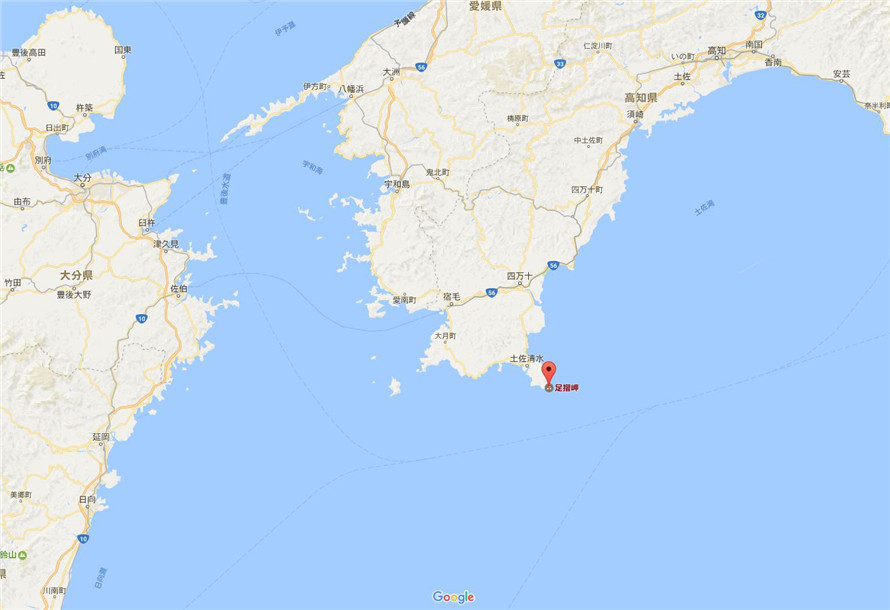 愛媛県
予讃線
伊予灘
32
豊後高田
国東
仁淀川町
高知
南国
いの町
香南
大洲
56
33
安芸
伊方町
八幡浜
土佐
高知県
10
杵築
奈半利町
須崎
檮原町
日出町
中土佐町
別府湾
別府
宇和海
鬼北町
大分
豊後水道
宇和島
四万十町
由布
土佐湾
臼杵
津久見
56
大分県
四万十
竹田
豊後大野
佐伯
愛南町
宿毛
56
10
大月町
土佐清水
足摺岬
延岡
美郷町
日向
10
鈴山
県
日向灘
川南町
Google